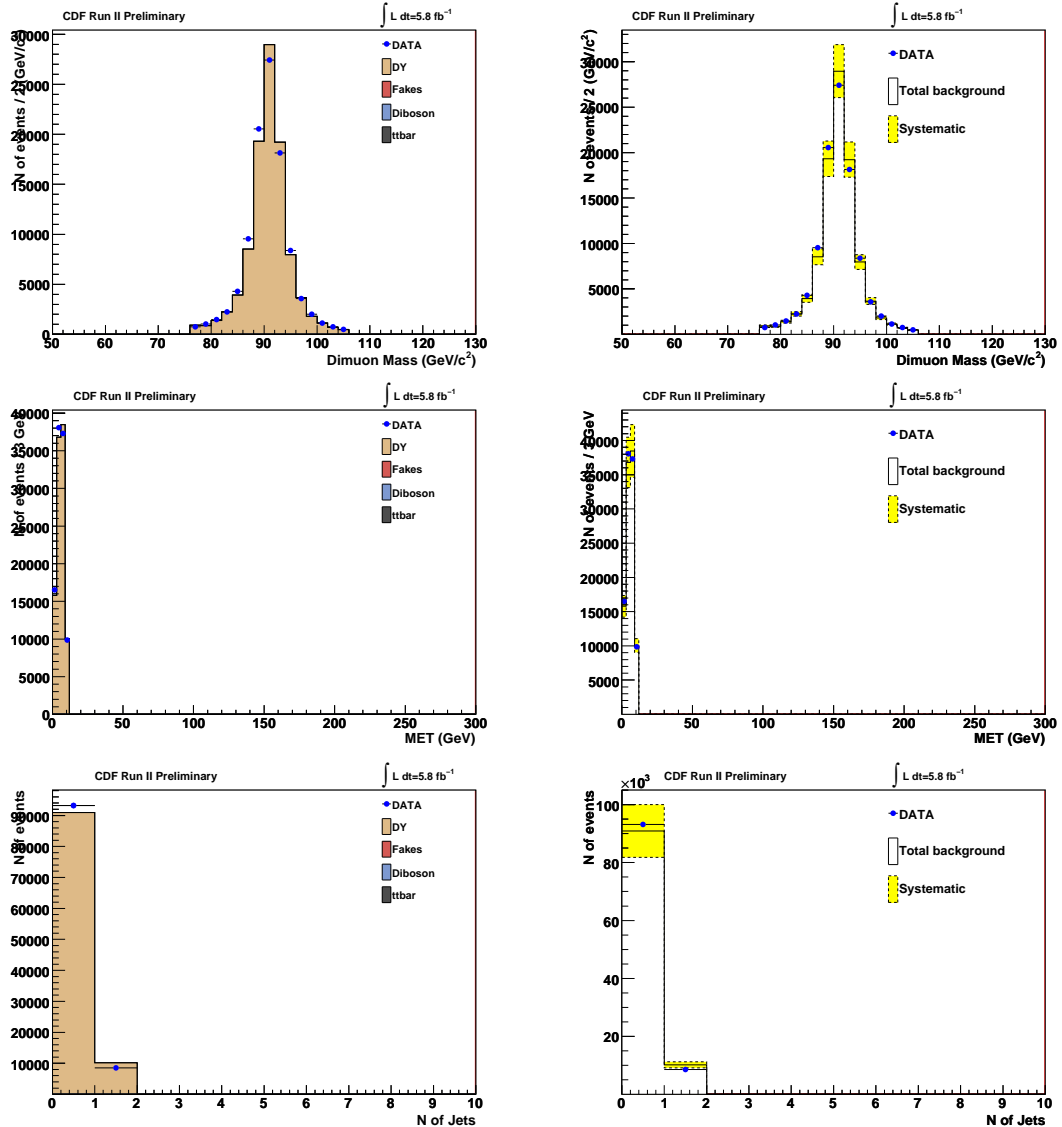 CDF Run II Preliminary
∫ L dt=5.8 fb⁻¹
N of events / 2 (GeV/c²)
30000
25000
20000
15000
10000
5000
0
50 60 70 80 90 100 110 120 130
Dimuon Mass (GeV/c²)
DATA
DY
Fakes
Diboson
ttbar
CDF Run II Preliminary
∫ L dt=5.8 fb⁻¹
N of events / 2 (GeV/c²)
30000
25000
20000
15000
10000
5000
0
50 60 70 80 90 100 110 120 130
Dimuon Mass (GeV/c²)
DATA
Total background
Systematic
CDF Run II Preliminary
∫ L dt=5.8 fb⁻¹
N of events / 3 GeV
40000
35000
30000
25000
20000
15000
10000
5000
0
0 50 100 150 200 250 300
MET (GeV)
DATA
DY
Fakes
Diboson
ttbar
CDF Run II Preliminary
∫ L dt=5.8 fb⁻¹
N of events / 3 GeV
40000
35000
30000
25000
20000
15000
10000
5000
0 50 100 150 200 250 300
MET (GeV)
DATA
Total background
Systematic
CDF Run II Preliminary
∫ L dt=5.8 fb⁻¹
N of events
90000
80000
70000
60000
50000
40000
30000
20000
10000
0 1 2 3 4 5 6 7 8 9 10
N of Jets
DATA
DY
Fakes
Diboson
ttbar
×10³
CDF Run II Preliminary
∫ L dt=5.8 fb⁻¹
N of events
100
80
60
40
20
0 1 2 3 4 5 6 7 8 9 10
N of Jets
DATA
Total background
Systematic